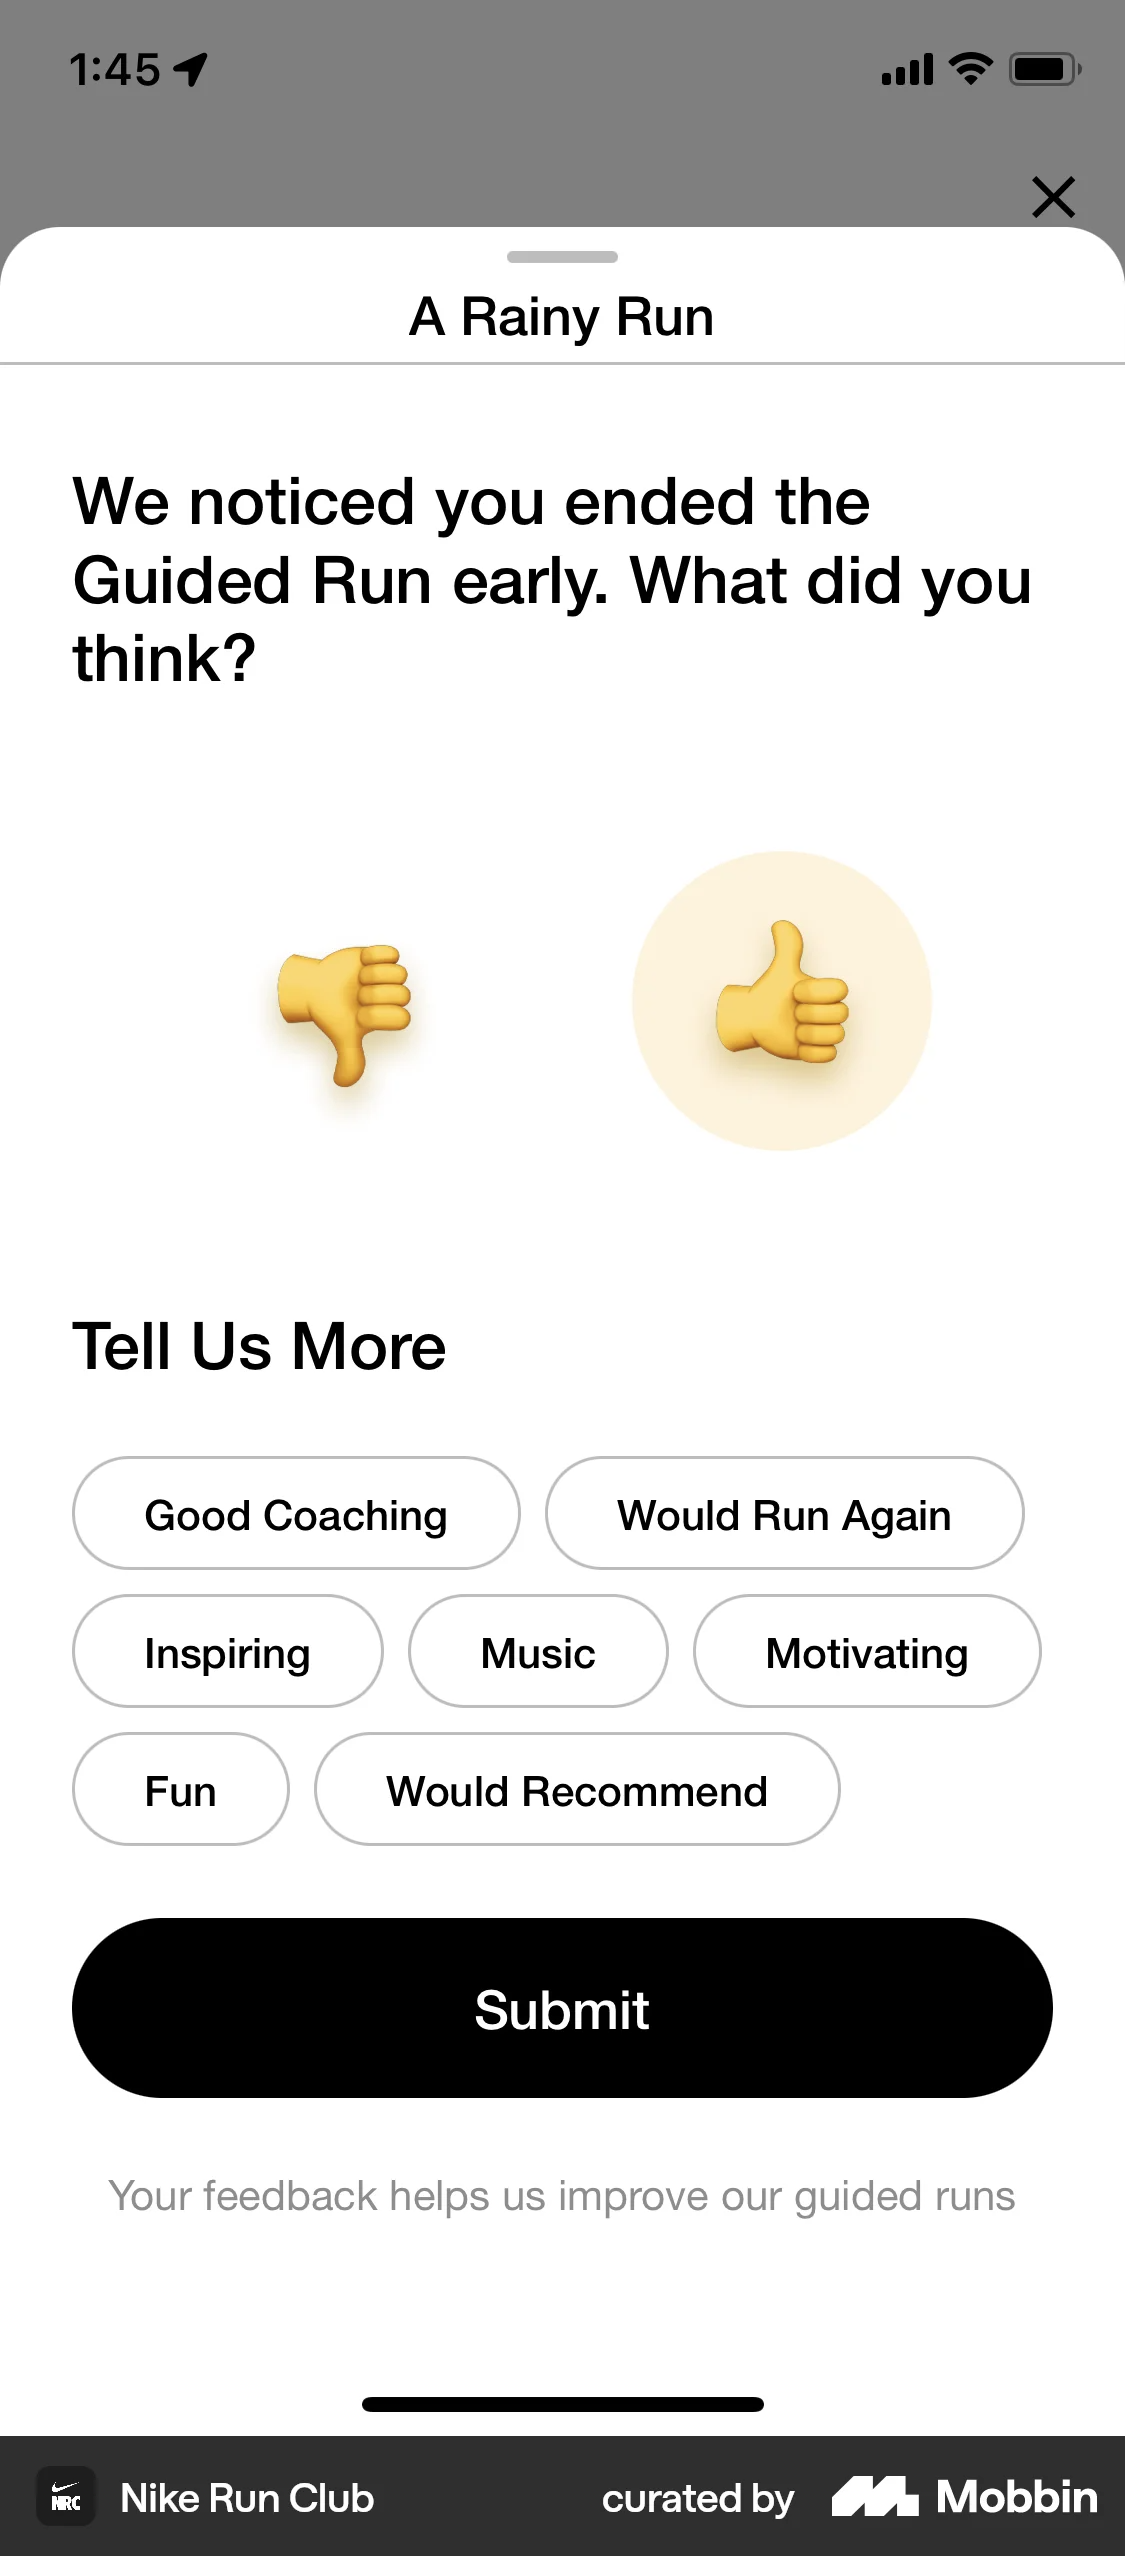 1:45
A Rainy Run
We noticed you ended the
Guided Run early. What did you
think?
Tell Us More
Good Coaching
Would Run Again
Inspiring
Music
Motivating
Fun
Would Recommend
Submit
Your feedback helps us improve our guided runs
NRC
Nike Run Club
curated by
Mobbin